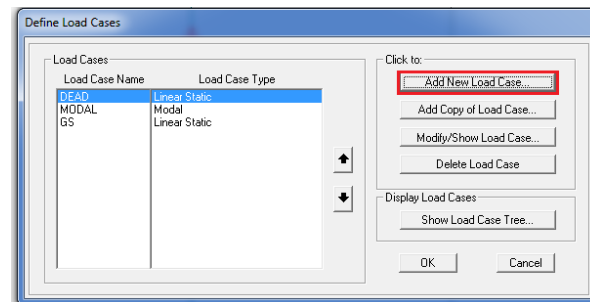 Define Load Cases
Load Cases
Load Case Name Load Case Type
DEAD Linear Static
MODAL Modal
GS Linear Static
Click to:
Add New Load Case...
Add Copy of Load Case...
Modify/Show Load Case...
Delete Load Case
Display Load Cases
Show Load Case Tree...
OK Cancel